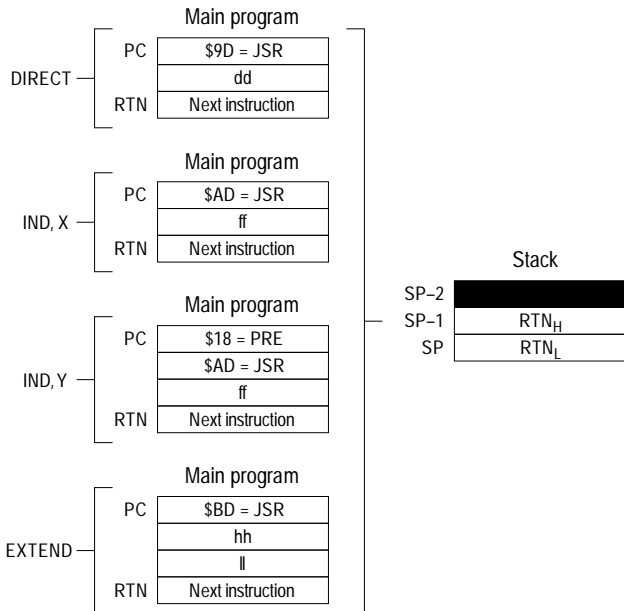 Main program
PC $9D = JSR
DIRECT dd
RTN Next instruction
Main program
PC $AD = JSR
IND, X ff
RTN Next instruction
Main program
PC $18 = PRE
$AD = JSR
IND, Y ff
RTN Next instruction
Main program
PC $BD = JSR
hh
EXTEND ll
RTN Next instruction
Stack
SP–2
SP–1 RTNH
SP RTNL